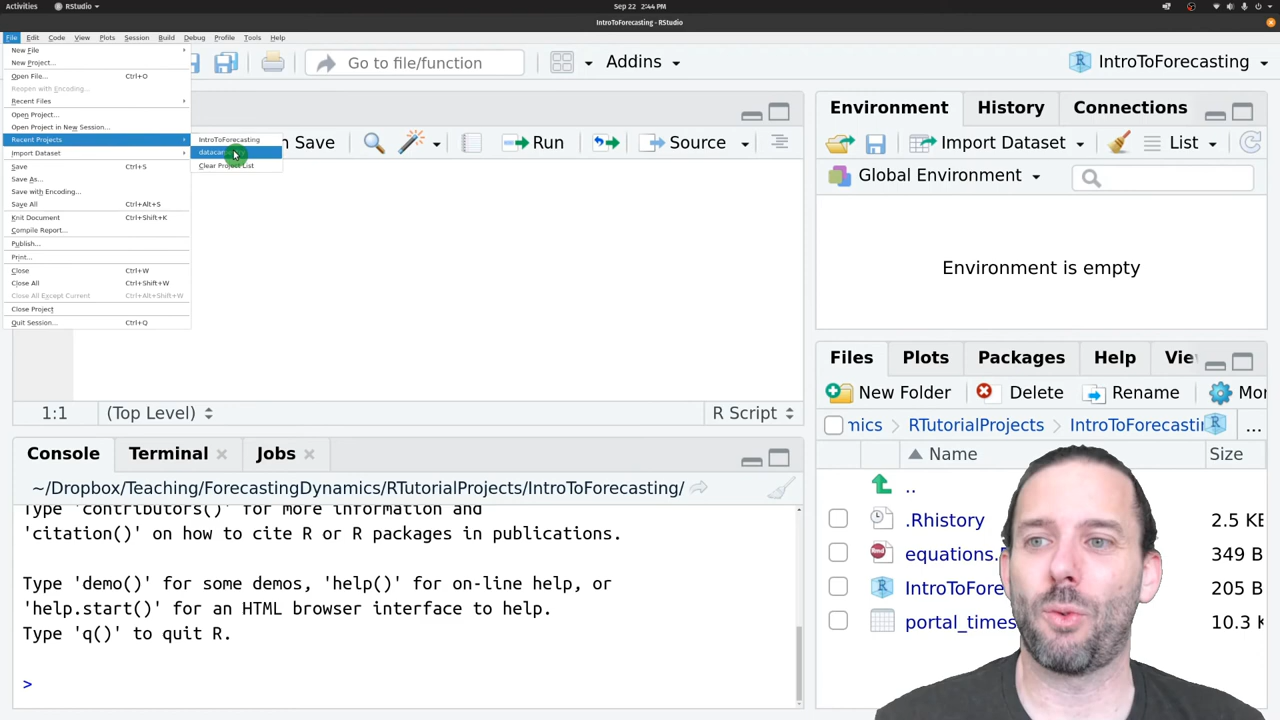 Activities
RStudio
Sep 22 2:44 PM
IntroToForecasting - RStudio
File Edit Code View Plots Session Build Debug Profile Tools Help
New File
New Project...
Open File... Ctrl+O
Reopen with Encoding...
Recent Files
Open Project...
Open Project in New Session...
Recent Projects
Import Dataset
Save Ctrl+S
Save As...
Save with Encoding...
Save All Ctrl+Alt+S
Knit Document Ctrl+Shift+K
Compile Report...
Publish...
Print...
Close Ctrl+W
Close All Ctrl+Shift+W
Close All Except Current Ctrl+Alt+Shift+W
Close Project
Quit Session... Ctrl+Q
IntroToForecasting
Clear Project List
Go to file/function
Addins
IntroToForecasting
Save
Run
Source
1:1 (Top Level) R Script
Console Terminal Jobs
~/Dropbox/Teaching/ForecastingDynamics/RTutorialProjects/IntroToForecasting/
Type 'contributors()' for more information and
'citation()' on how to cite R or R packages in publications.
Type 'demo()' for some demos, 'help()' for on-line help, or
'help.start()' for an HTML browser interface to help.
Type 'q()' to quit R.
>
Environment History Connections
Import Dataset List
Global Environment
Environment is empty
Files Plots Packages Help Vie
New Folder Delete Rename Mor
mics RTutorialProjects IntroToForecasti ...
Name Size
..
.Rhistory 2.5 KB
equations. 349 B
IntroToFore 205 B
portal_times 10.3 K